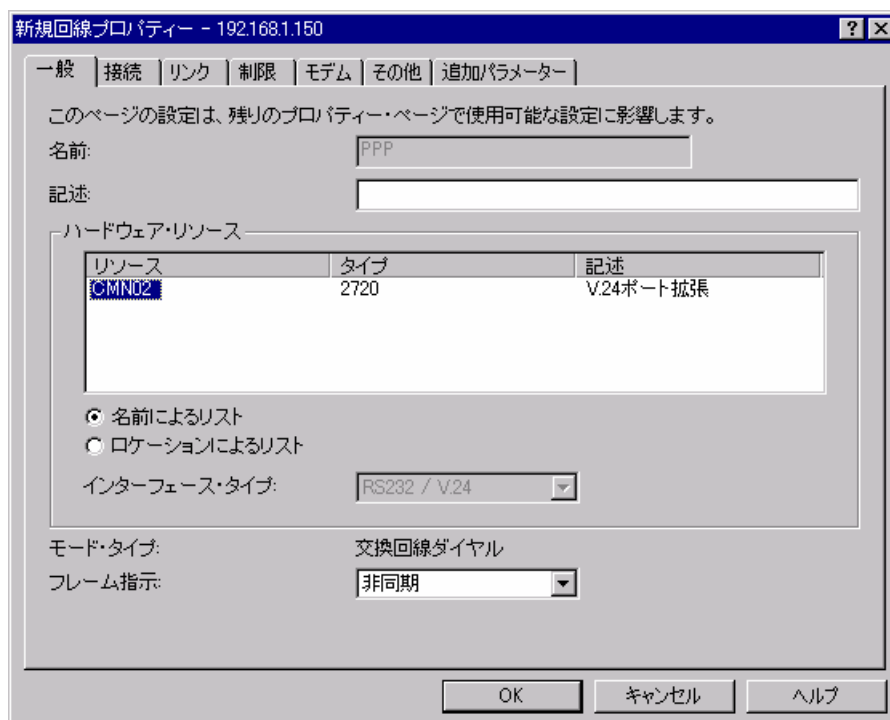 新規回線プロパティー - 192.168.1.150
一般 接続 リンク 制限 モデム その他 追加パラメーター
このページの設定は、残りのプロパティー・ページで使用可能な設定に影響します。
名前: PPP
記述:
ハードウェア・リソース
リソース タイプ 記述
CMN02 2720 V.24ポート拡張
名前によるリスト
ロケーションによるリスト
インターフェース・タイプ: RS232 / V.24
モード・タイプ: 交換回線ダイヤル
フレーム指示: 非同期
OK キャンセル ヘルプ